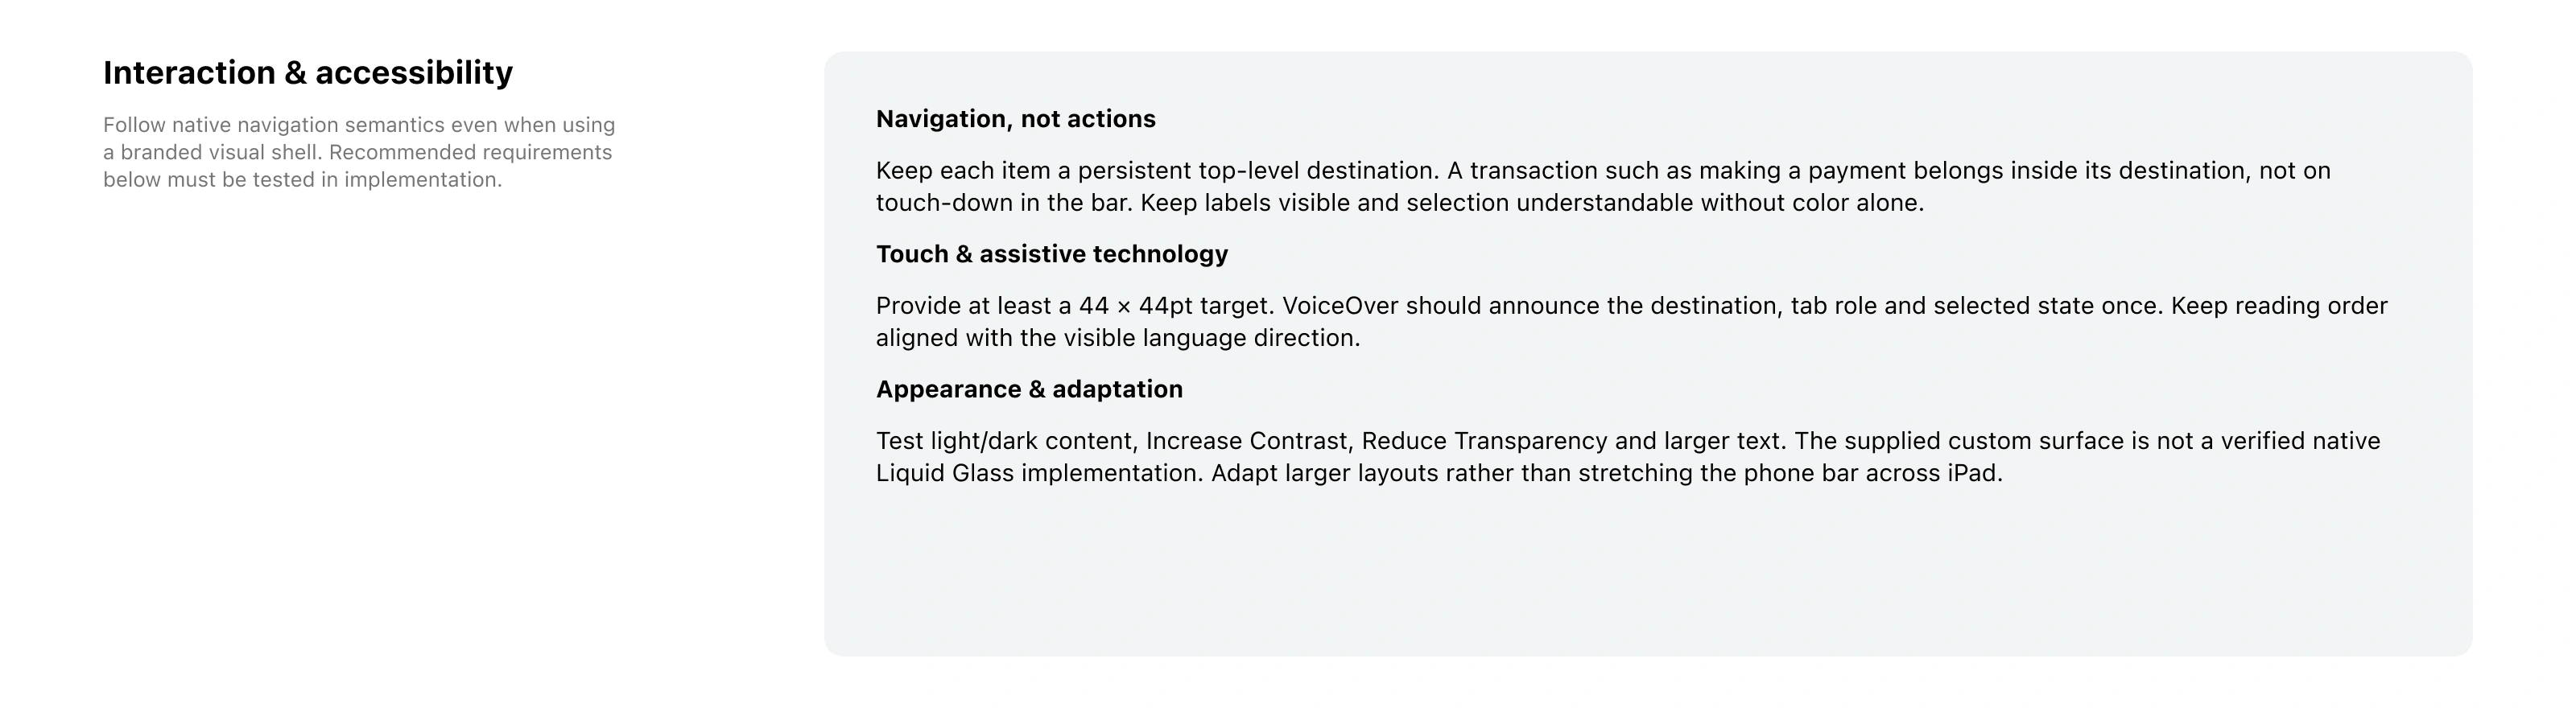 Interaction & accessibility
Follow native navigation semantics even when using
a branded visual shell. Recommended requirements
below must be tested in implementation.
Navigation, not actions
Keep each item a persistent top-level destination. A transaction such as making a payment belongs inside its destination, not on
touch-down in the bar. Keep labels visible and selection understandable without color alone.
Touch & assistive technology
Provide at least a 44 × 44pt target. VoiceOver should announce the destination, tab role and selected state once. Keep reading order
aligned with the visible language direction.
Appearance & adaptation
Test light/dark content, Increase Contrast, Reduce Transparency and larger text. The supplied custom surface is not a verified native
Liquid Glass implementation. Adapt larger layouts rather than stretching the phone bar across iPad.